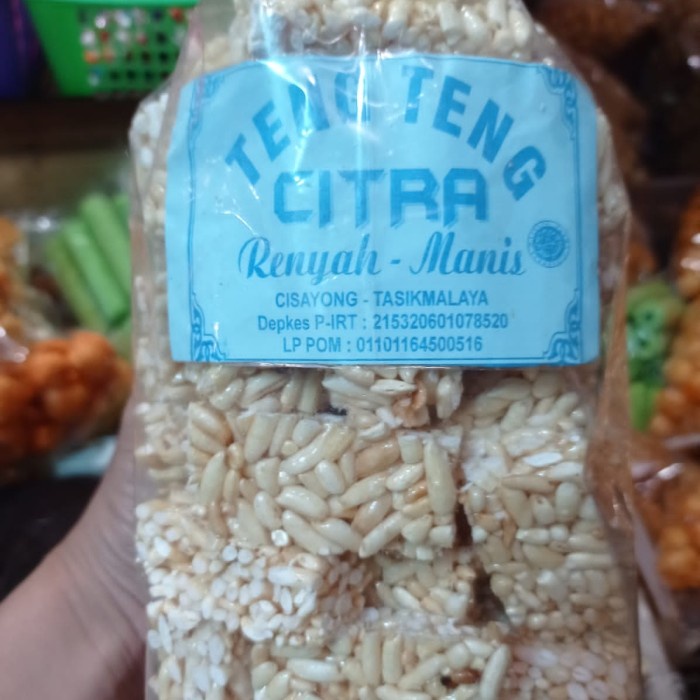 TENG TENG
CITRA
Renyah - Manis
CISAYONG - TASIKMALAYA
Depkes P-IRT : 215320601078520
LP POM : 01101164500516